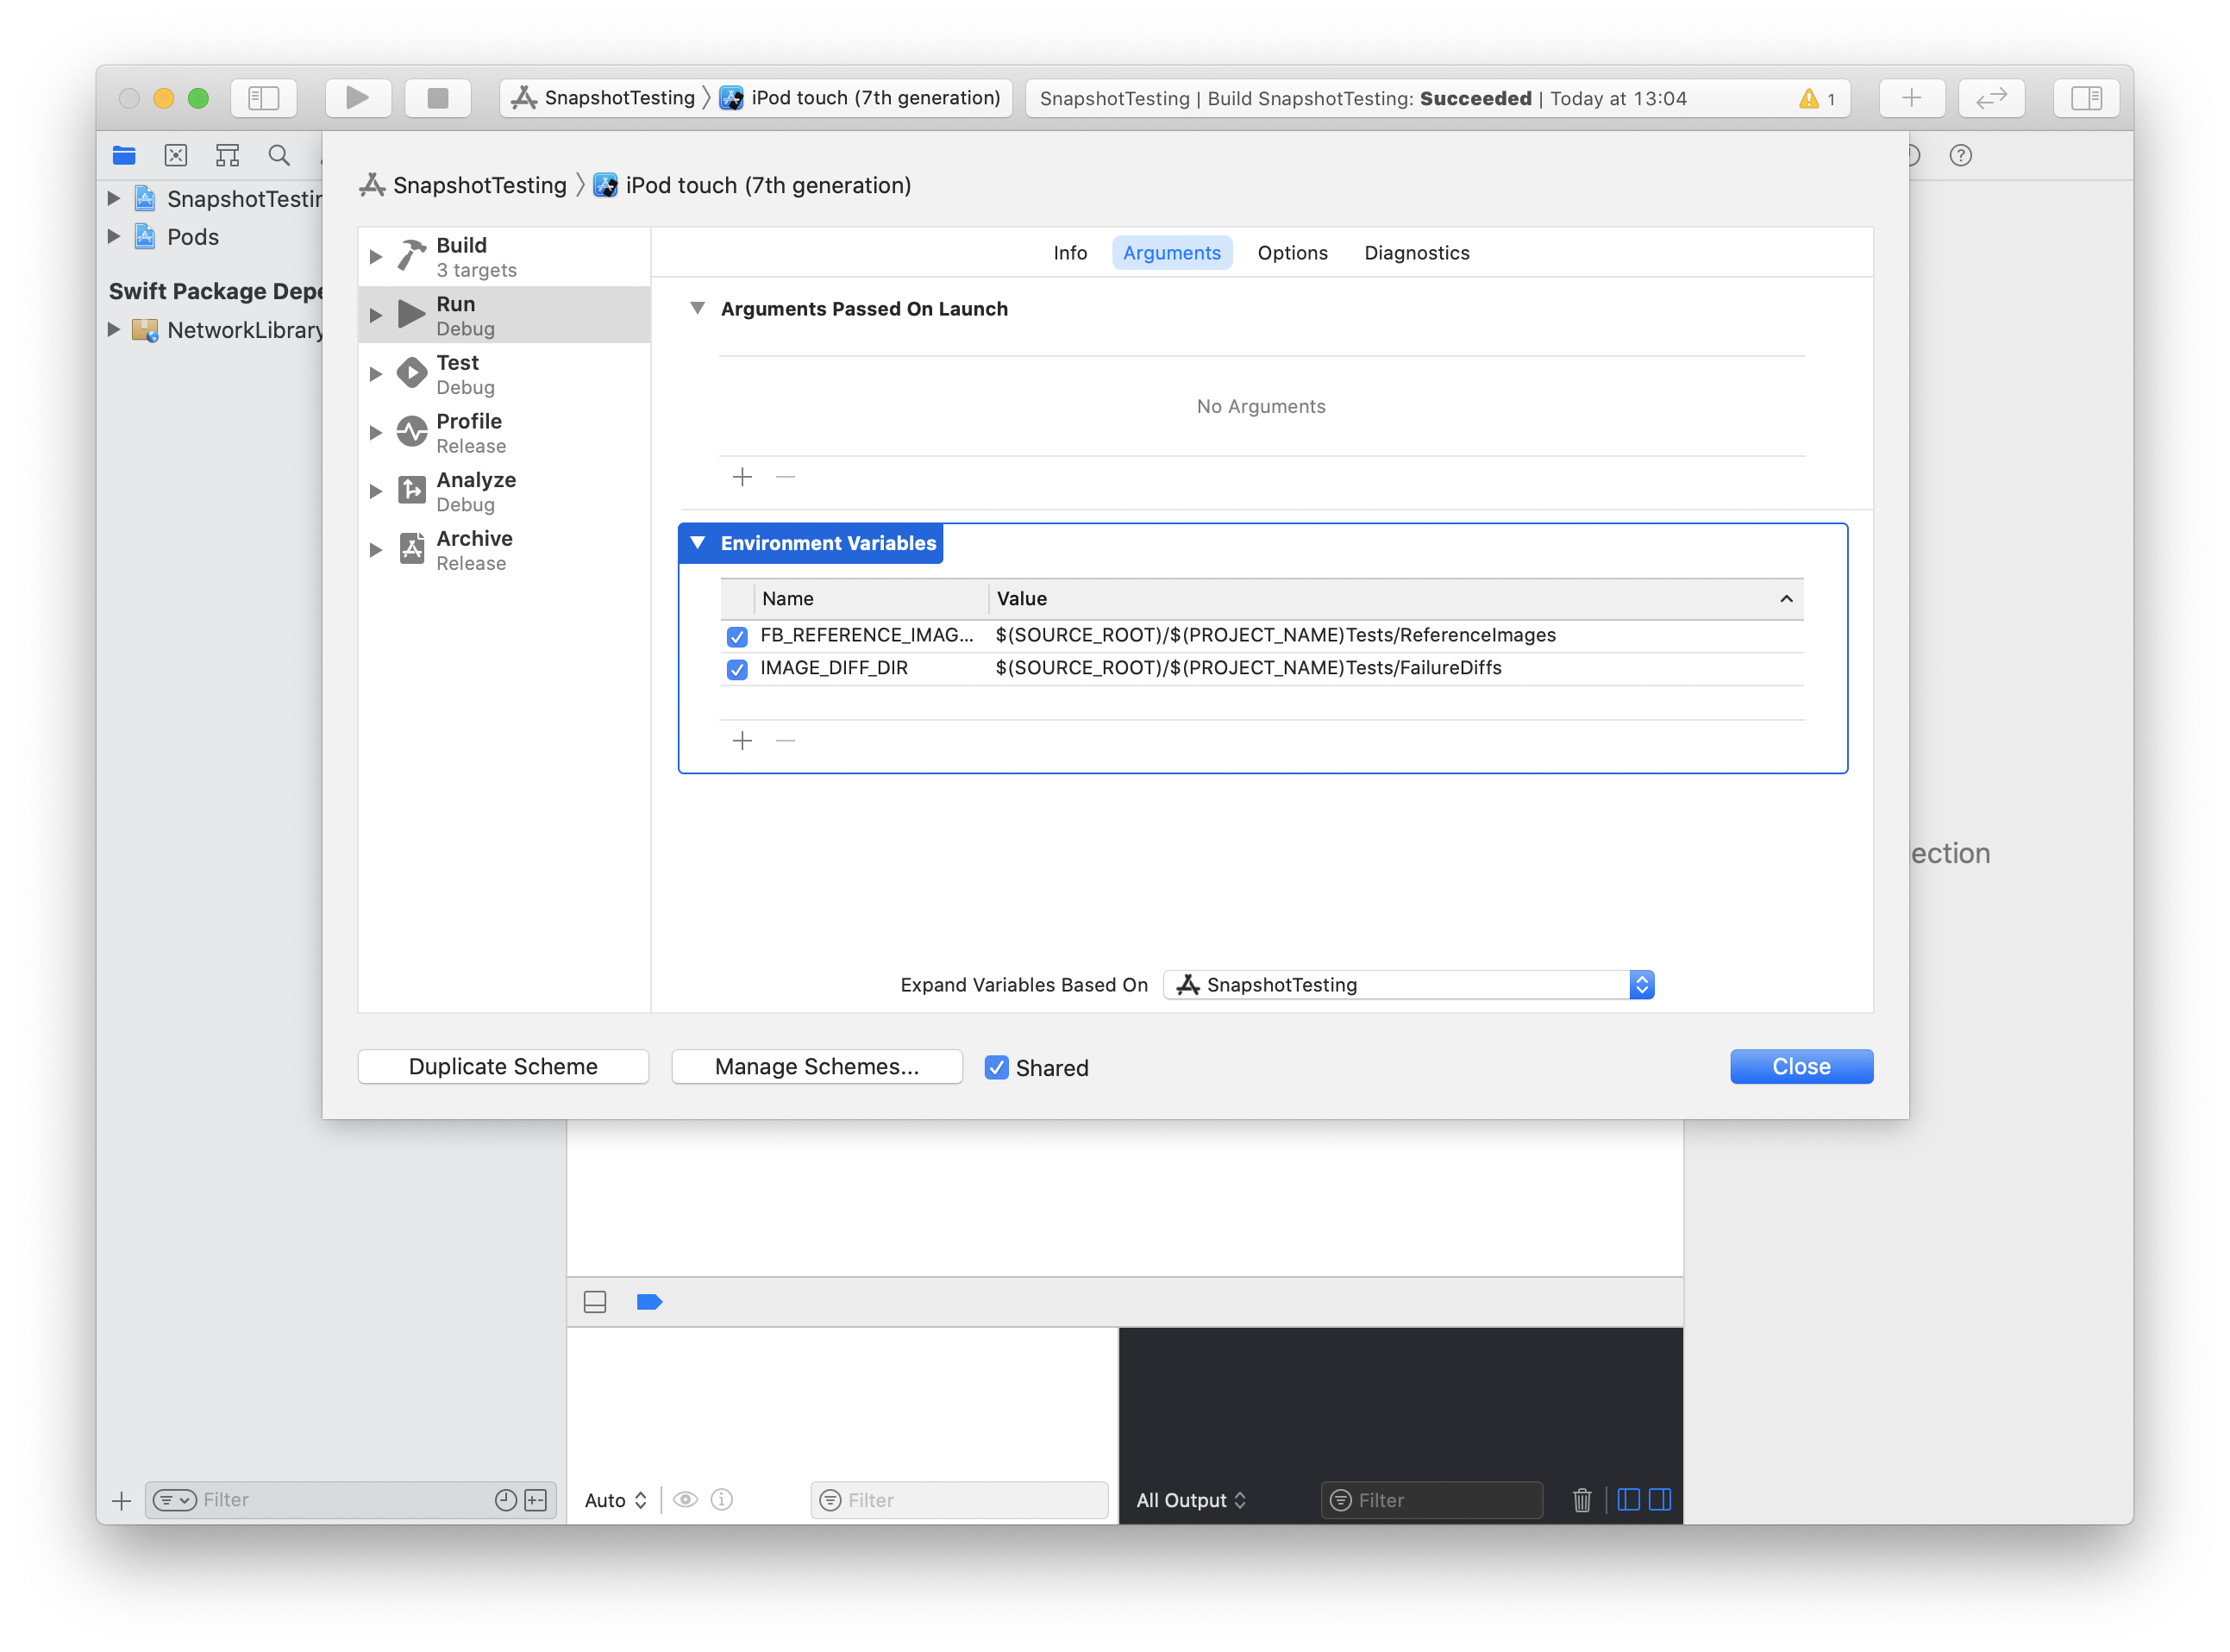 SnapshotTesting 〉 iPod touch (7th generation)
SnapshotTesting | Build SnapshotTesting: Succeeded | Today at 13:04
1
SnapshotTestin
Pods
Swift Package Depe
NetworkLibrary
SnapshotTesting 〉 iPod touch (7th generation)
Build
3 targets
Run
Debug
Test
Debug
Profile
Release
Analyze
Debug
Archive
Release
Info Arguments Options Diagnostics
Arguments Passed On Launch
No Arguments
Environment Variables
Name Value
FB_REFERENCE_IMAG... $(SOURCE_ROOT)/$(PROJECT_NAME)Tests/ReferenceImages
IMAGE_DIFF_DIR $(SOURCE_ROOT)/$(PROJECT_NAME)Tests/FailureDiffs
ection
Expand Variables Based On SnapshotTesting
Duplicate Scheme Manage Schemes... Shared Close
Filter
Auto Filter
All Output Filter